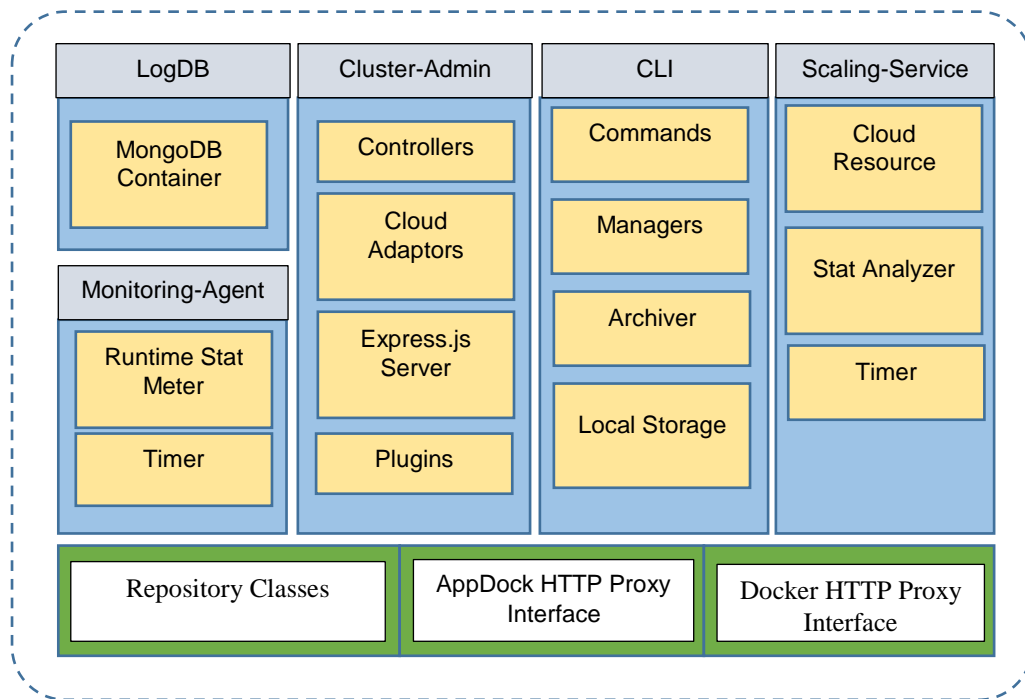 LogDB
MongoDB
Container
Monitoring-Agent
Runtime Stat
Meter
Timer
Cluster-Admin
Controllers
Cloud
Adaptors
Express.js
Server
Plugins
CLI
Commands
Managers
Archiver
Local Storage
Scaling-Service
Cloud
Resource
Stat Analyzer
Timer
Repository Classes
AppDock HTTP Proxy
Interface
Docker HTTP Proxy
Interface